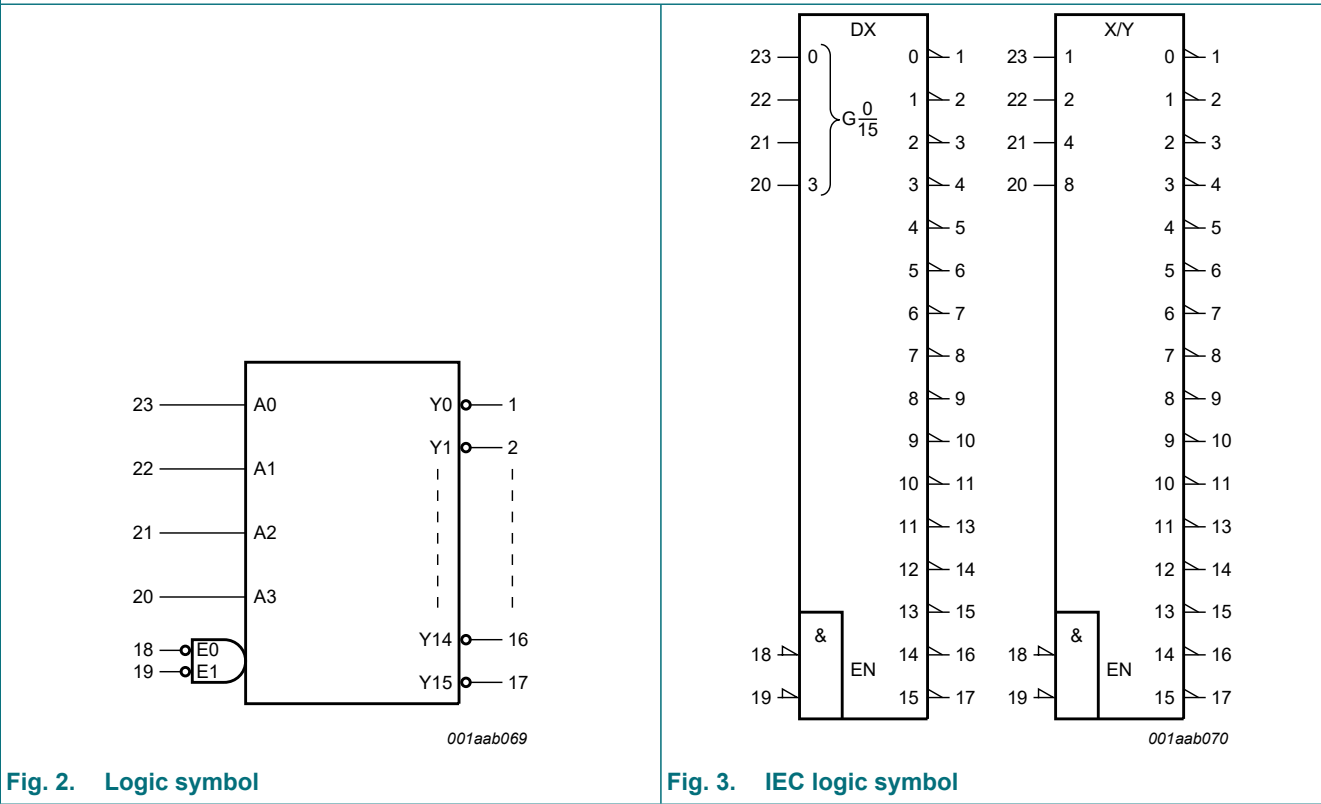 23 A0 Y0 1
Y1 2
22 A1
21 A2
20 A3
18 E0 Y14 16
19 E1
Y15 17
001aab069
Fig. 2. Logic symbol
DX X/Y
23 0 0 1 23 1 0 1
22 1 2 22 2 1 2
G 0
15
21 2 3 21 4 2 3
20 3 3 4 20 8 3 4
4 5 4 5
5 6 5 6
6 7 6 7
7 8 7 8
8 9 8 9
9 10 9 10
10 11 10 11
11 13 11 13
12 14 12 14
13 15 13 15
& &
18 14 16 18 14 16
EN EN
19 15 17 19 15 17
001aab070
Fig. 3. IEC logic symbol